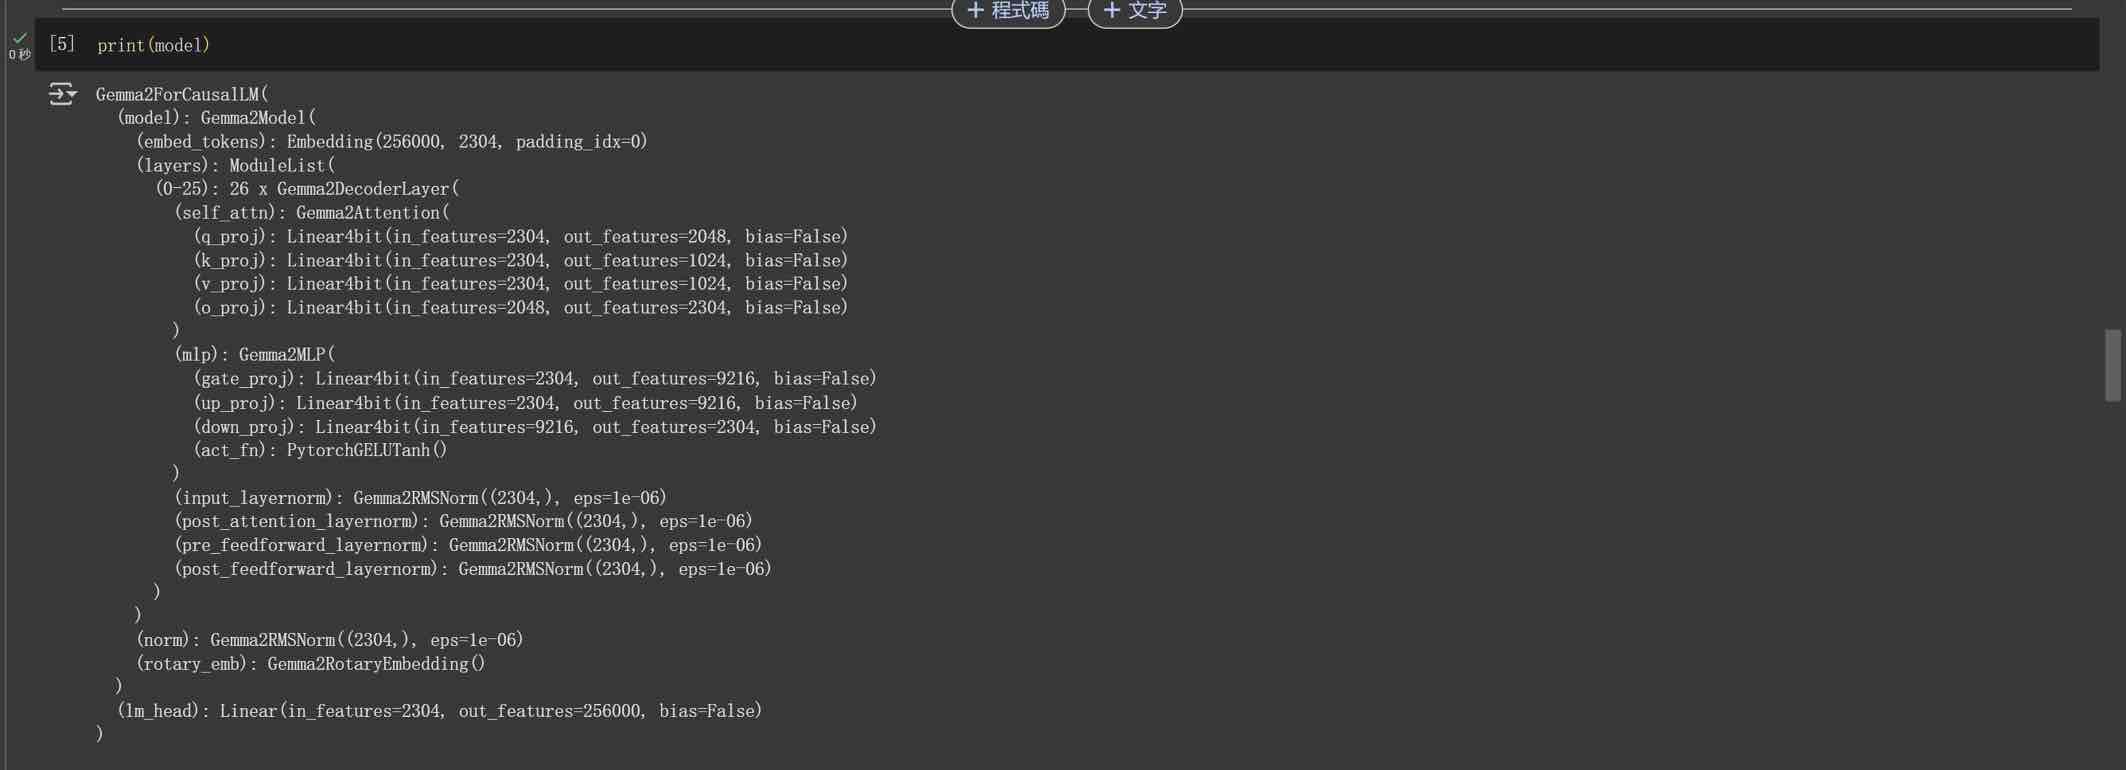 + 程式碼 + 文字
0 秒
[5] print(model)
Gemma2ForCausalLM(
  (model): Gemma2Model(
    (embed_tokens): Embedding(256000, 2304, padding_idx=0)
    (layers): ModuleList(
      (0-25): 26 x Gemma2DecoderLayer(
        (self_attn): Gemma2Attention(
          (q_proj): Linear4bit(in_features=2304, out_features=2048, bias=False)
          (k_proj): Linear4bit(in_features=2304, out_features=1024, bias=False)
          (v_proj): Linear4bit(in_features=2304, out_features=1024, bias=False)
          (o_proj): Linear4bit(in_features=2048, out_features=2304, bias=False)
        )
        (mlp): Gemma2MLP(
          (gate_proj): Linear4bit(in_features=2304, out_features=9216, bias=False)
          (up_proj): Linear4bit(in_features=2304, out_features=9216, bias=False)
          (down_proj): Linear4bit(in_features=9216, out_features=2304, bias=False)
          (act_fn): PytorchGELUTanh()
        )
        (input_layernorm): Gemma2RMSNorm((2304,), eps=1e-06)
        (post_attention_layernorm): Gemma2RMSNorm((2304,), eps=1e-06)
        (pre_feedforward_layernorm): Gemma2RMSNorm((2304,), eps=1e-06)
        (post_feedforward_layernorm): Gemma2RMSNorm((2304,), eps=1e-06)
      )
    )
    (norm): Gemma2RMSNorm((2304,), eps=1e-06)
    (rotary_emb): Gemma2RotaryEmbedding()
  )
  (lm_head): Linear(in_features=2304, out_features=256000, bias=False)
)